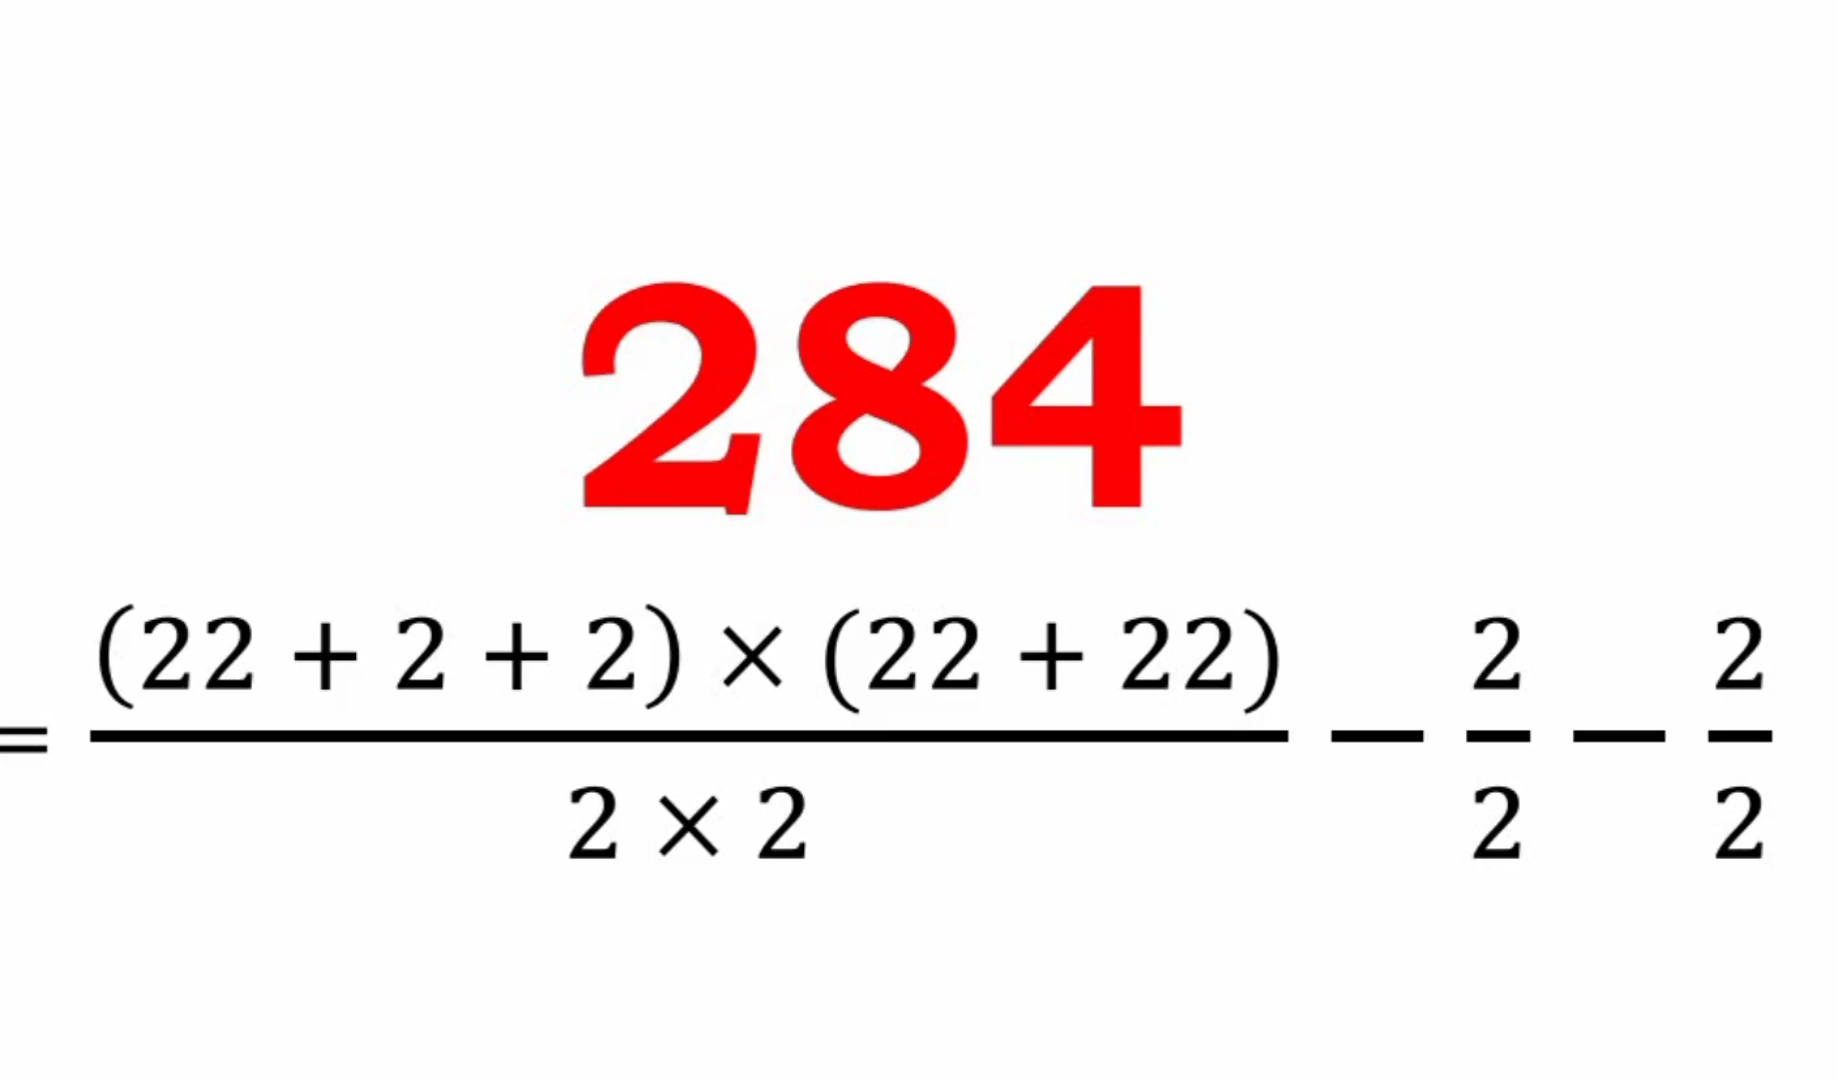 284
= (22 + 2 + 2) × (22 + 22) / 2 × 2 − 2/2 − 2/2